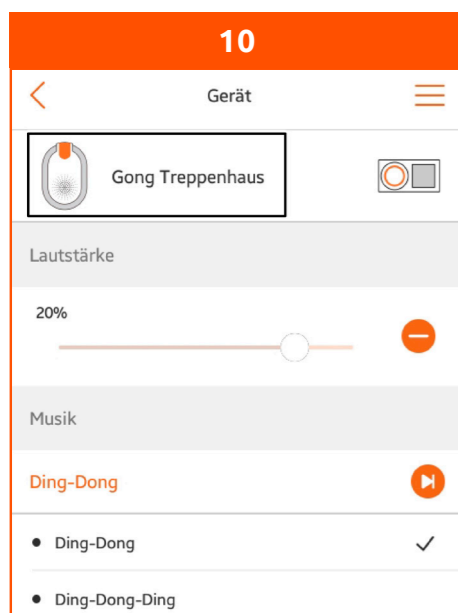 10
Gerät
Gong Treppenhaus
Lautstärke
20%
Musik
Ding-Dong
• Ding-Dong
• Ding-Dong-Ding